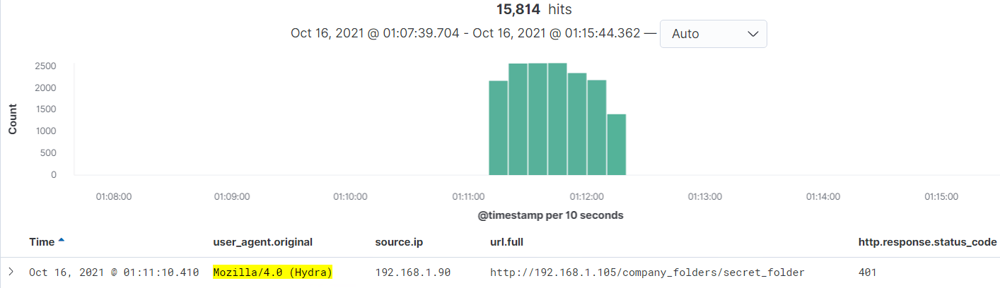 15,814 hits
Oct 16, 2021 @ 01:07:39.704 - Oct 16, 2021 @ 01:15:44.362 — Auto
Count
2500
2000
1500
1000
500
0
01:08:00 01:09:00 01:10:00 01:11:00 01:12:00 01:13:00 01:14:00 01:15:00
@timestamp per 10 seconds
Time user_agent.original source.ip url.full http.response.status_code
Oct 16, 2021 @ 01:11:10.410 Mozilla/4.0 (Hydra) 192.168.1.90 http://192.168.1.105/company_folders/secret_folder 401